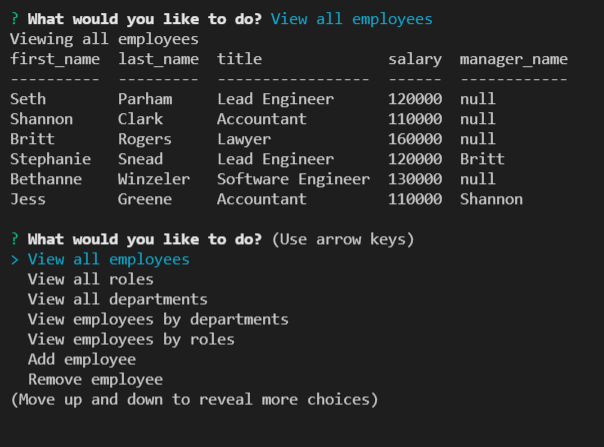 ? What would you like to do? View all employees
Viewing all employees
first_name  last_name  title              salary  manager_name
----------  ---------  -----------------  ------  ------------
Seth        Parham     Lead Engineer      120000  null
Shannon     Clark      Accountant         110000  null
Britt       Rogers     Lawyer             160000  null
Stephanie   Snead      Lead Engineer      120000  Britt
Bethanne    Winzeler   Software Engineer  130000  null
Jess        Greene     Accountant         110000  Shannon
? What would you like to do? (Use arrow keys)
> View all employees
  View all roles
  View all departments
  View employees by departments
  View employees by roles
  Add employee
  Remove employee
(Move up and down to reveal more choices)